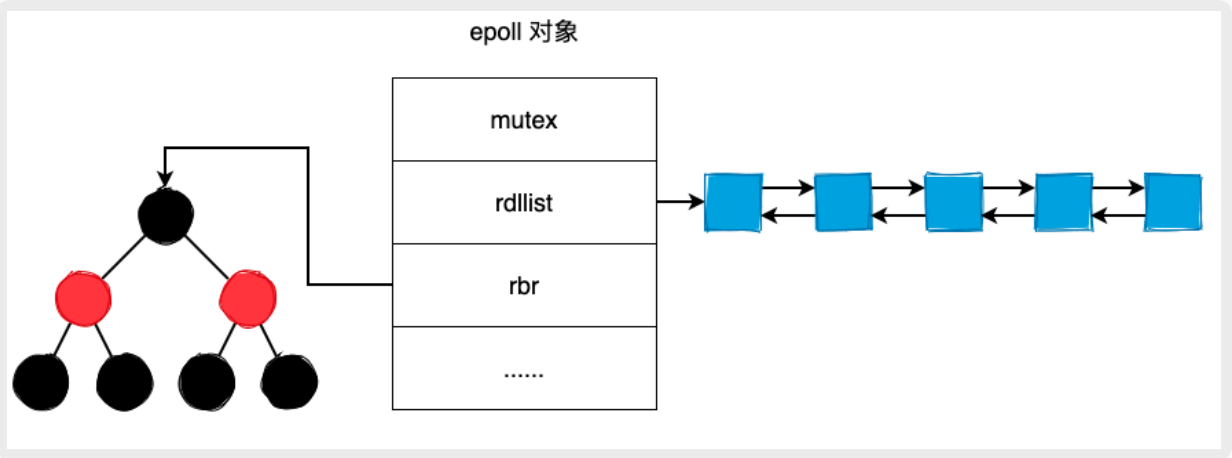 epoll 对象
mutex
rdllist
rbr
......